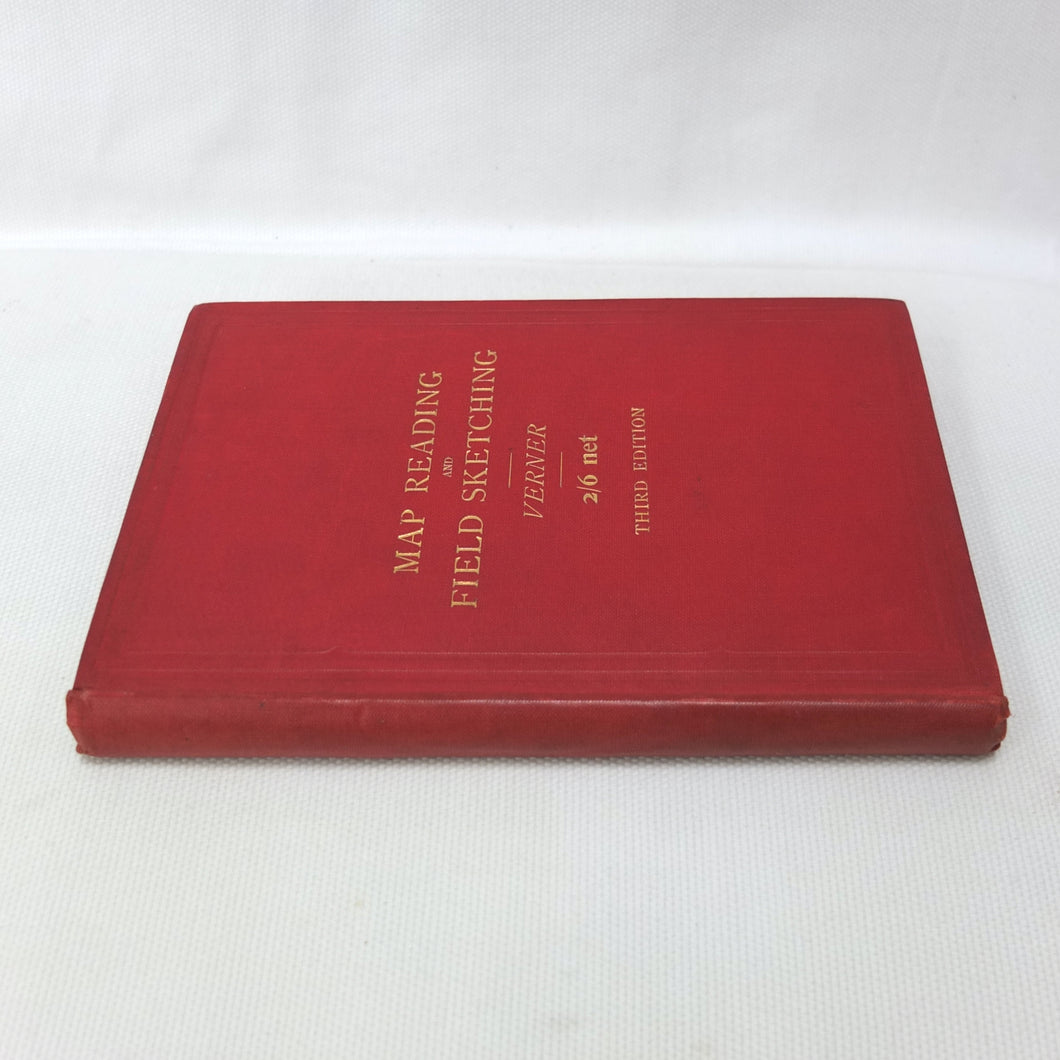 MAP READING
AND
FIELD SKETCHING
VERNER
2/6 net
THIRD EDITION